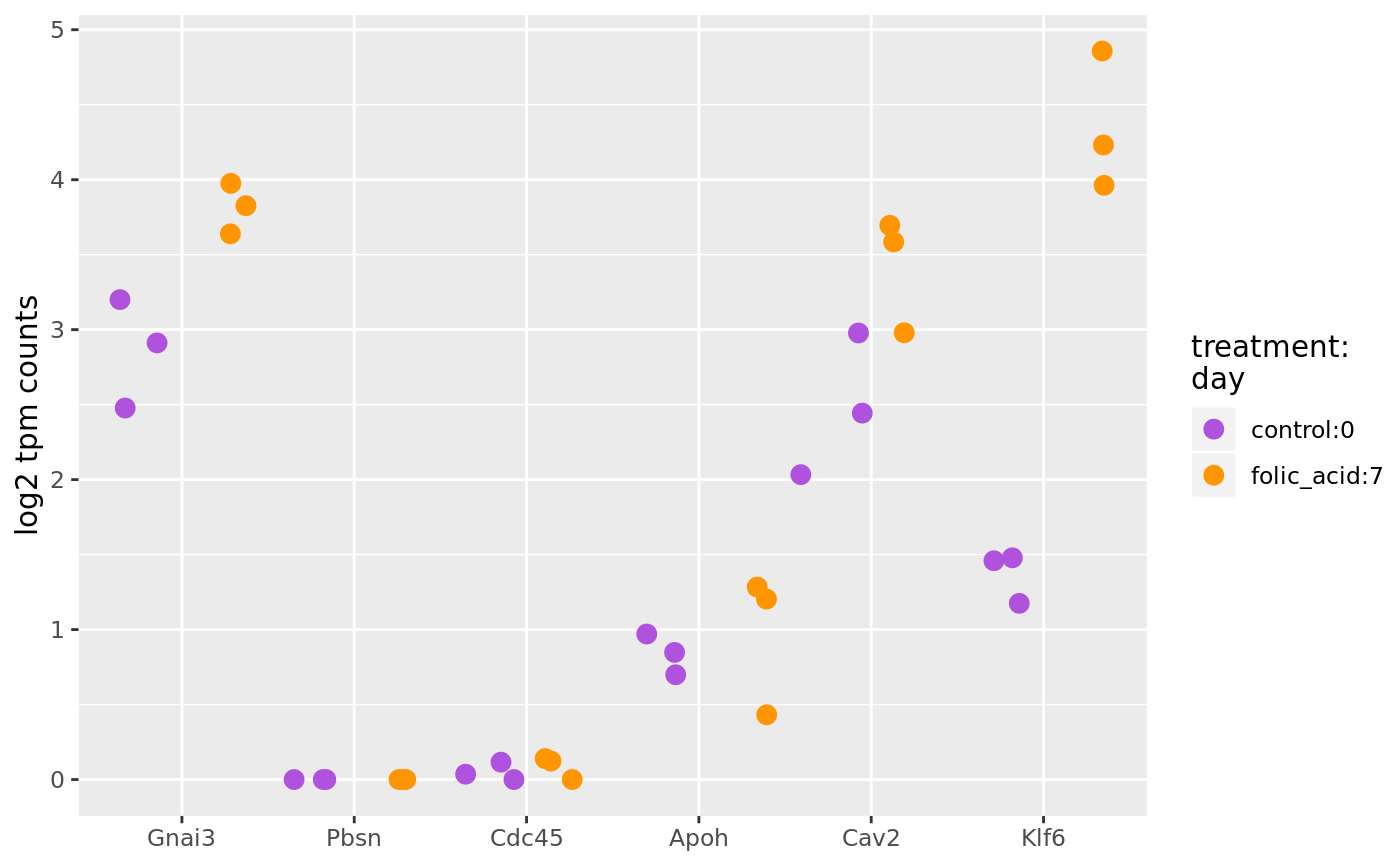 log2 tpm counts
5
4
3
2
1
0
Gnai3 Pbsn Cdc45 Apoh Cav2 Klf6
treatment:
day
control:0
folic_acid:7